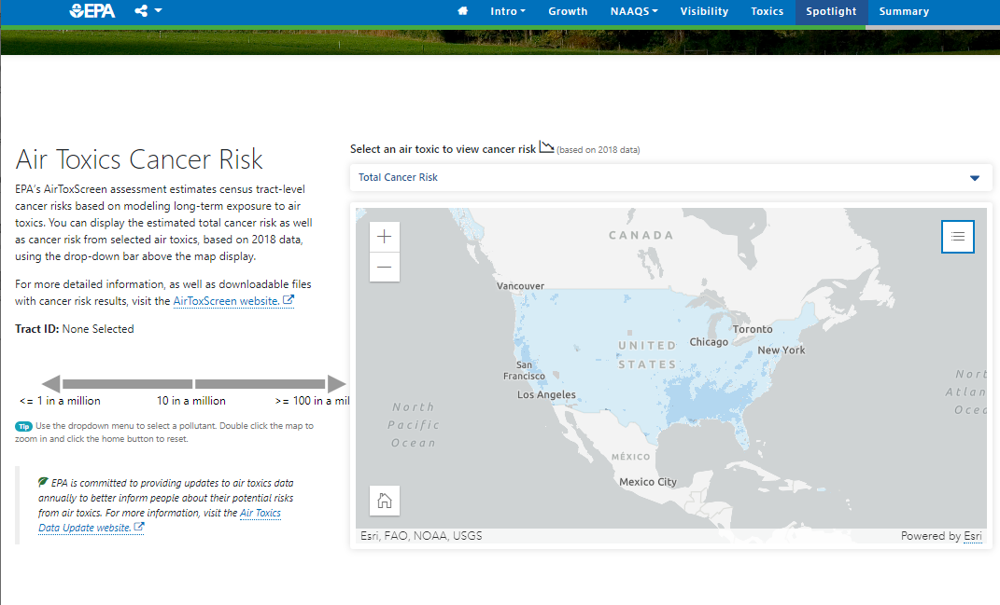 EPA
Intro Growth NAAQS Visibility Toxics Spotlight Summary
Air Toxics Cancer Risk
EPA's AirToxScreen assessment estimates census tract-level
cancer risks based on modeling long-term exposure to air
toxics. You can display the estimated total cancer risk as well
as cancer risk from selected air toxics, based on 2018 data,
using the drop-down bar above the map display.
For more detailed information, as well as downloadable files
with cancer risk results, visit the AirToxScreen website.
Tract ID: None Selected
<= 1 in a million 10 in a million >= 100 in a mil
Tip Use the dropdown menu to select a pollutant. Double click the map to
zoom in and click the home button to reset.
EPA is committed to providing updates to air toxics data
annually to better inform people about their potential risks
from air toxics. For more information, visit the Air Toxics
Data Update website.
Select an air toxic to view cancer risk (based on 2018 data)
Total Cancer Risk
CANADA
Vancouver
Toronto
Chicago
New York
UNITED
STATES
San
Francisco
Los Angeles
North
Pacific
Ocean
Nort
Atlan
Ocea
MÉXICO
Mexico City
Esri, FAO, NOAA, USGS
Powered by Esri